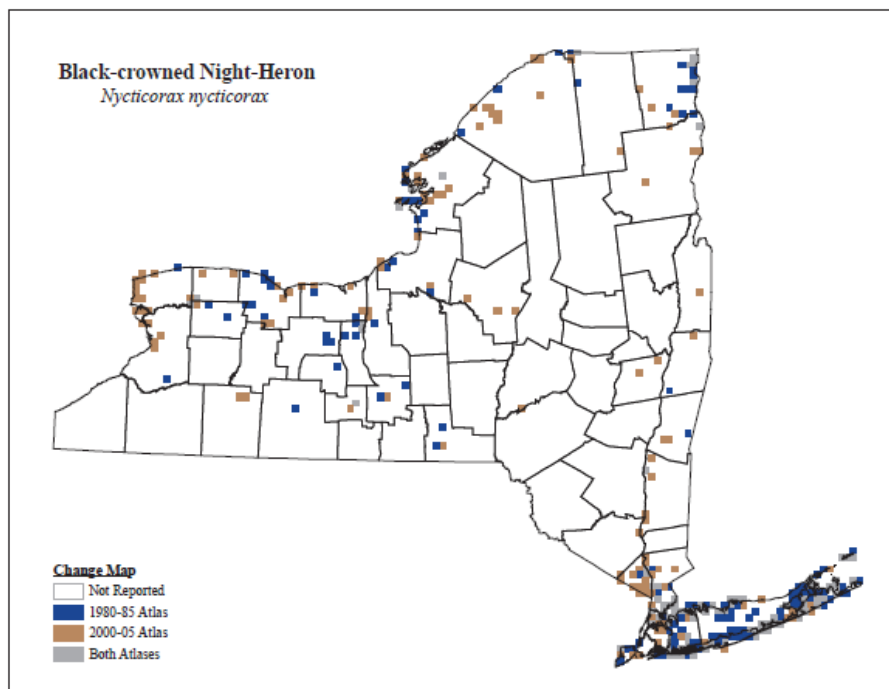 Black-crowned Night-Heron
Nycticorax nycticorax
Change Map
Not Reported
1980-85 Atlas
2000-05 Atlas
Both Atlases